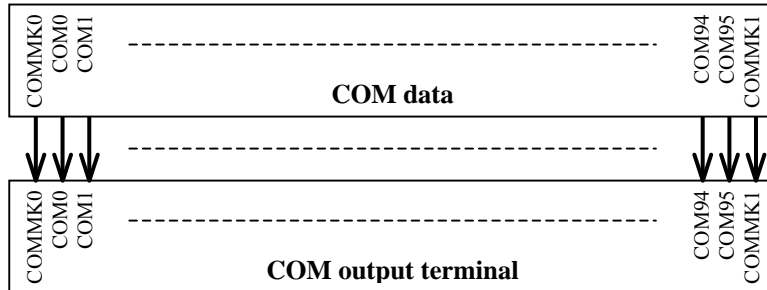 COMMK0
COM0
COM1
COM94
COM95
COMMK1
COM data
COMMK0
COM0
COM1
COM94
COM95
COMMK1
COM output terminal